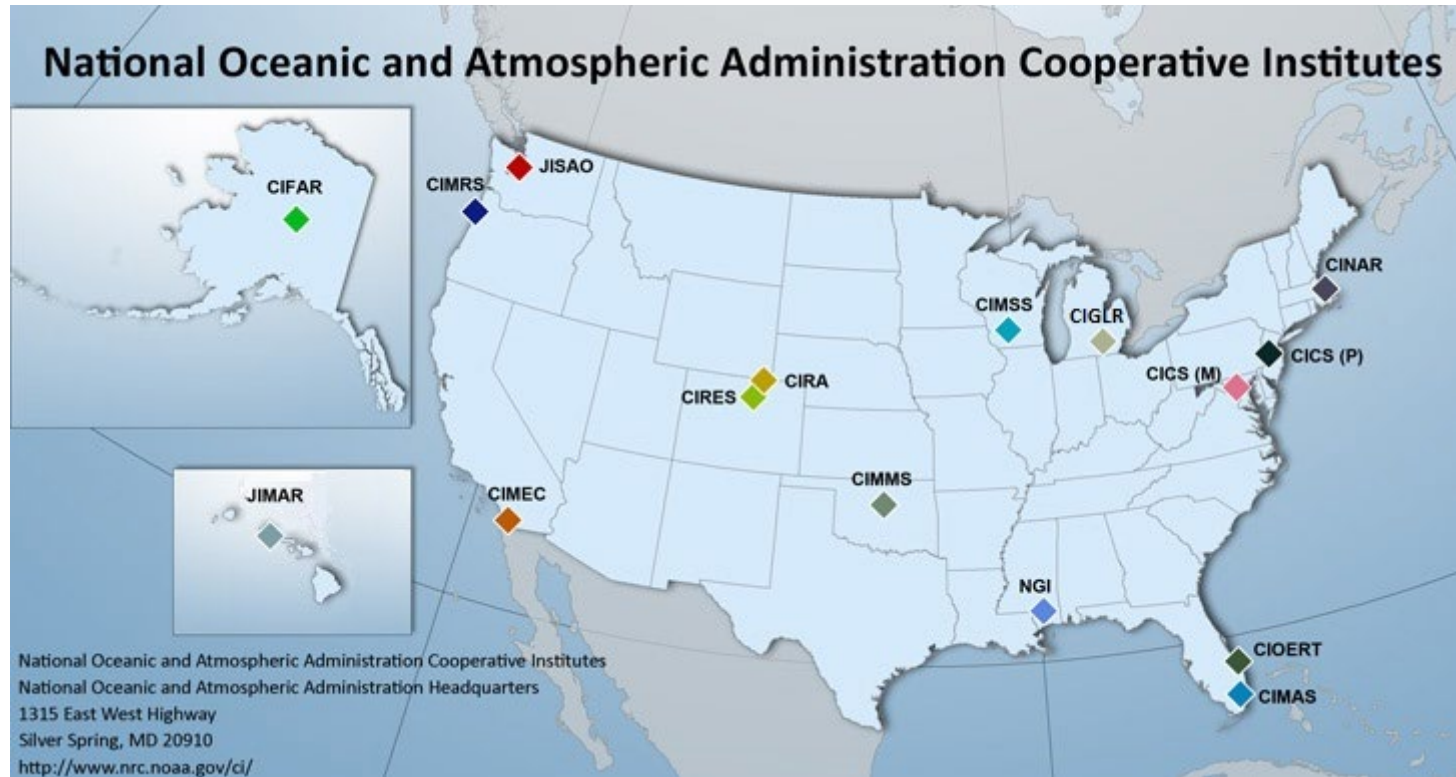 National Oceanic and Atmospheric Administration Cooperative Institutes
CIFAR
JISAO
CIMRS
CINAR
CIMSS
CIGLR
CICS (P)
CICS (M)
CIRA
CIRES
CIMMS
CIMEC
JIMAR
NGI
CIOERT
CIMAS
National Oceanic and Atmospheric Administration Cooperative Institutes
National Oceanic and Atmospheric Administration Headquarters
1315 East West Highway
Silver Spring, MD 20910
http://www.nrc.noaa.gov/ci/